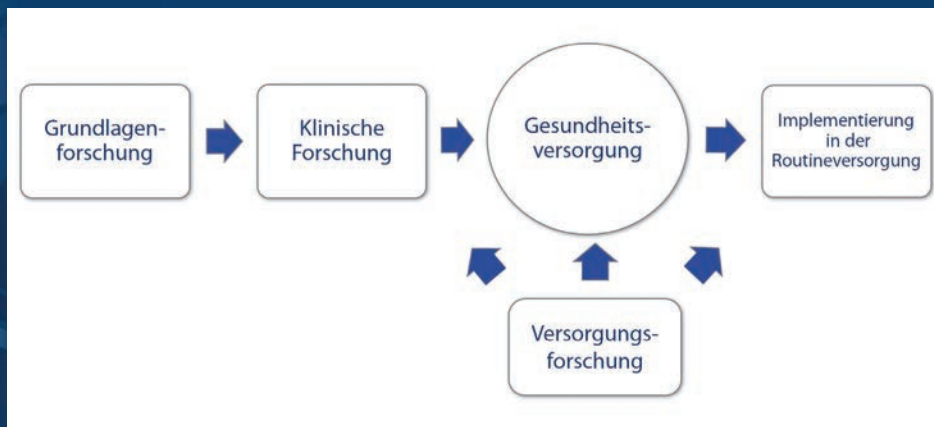 Grundlagen-
forschung
Klinische
Forschung
Gesundheits-
versorgung
Implementierung
in der
Routineversorgung
Versorgungs-
forschung